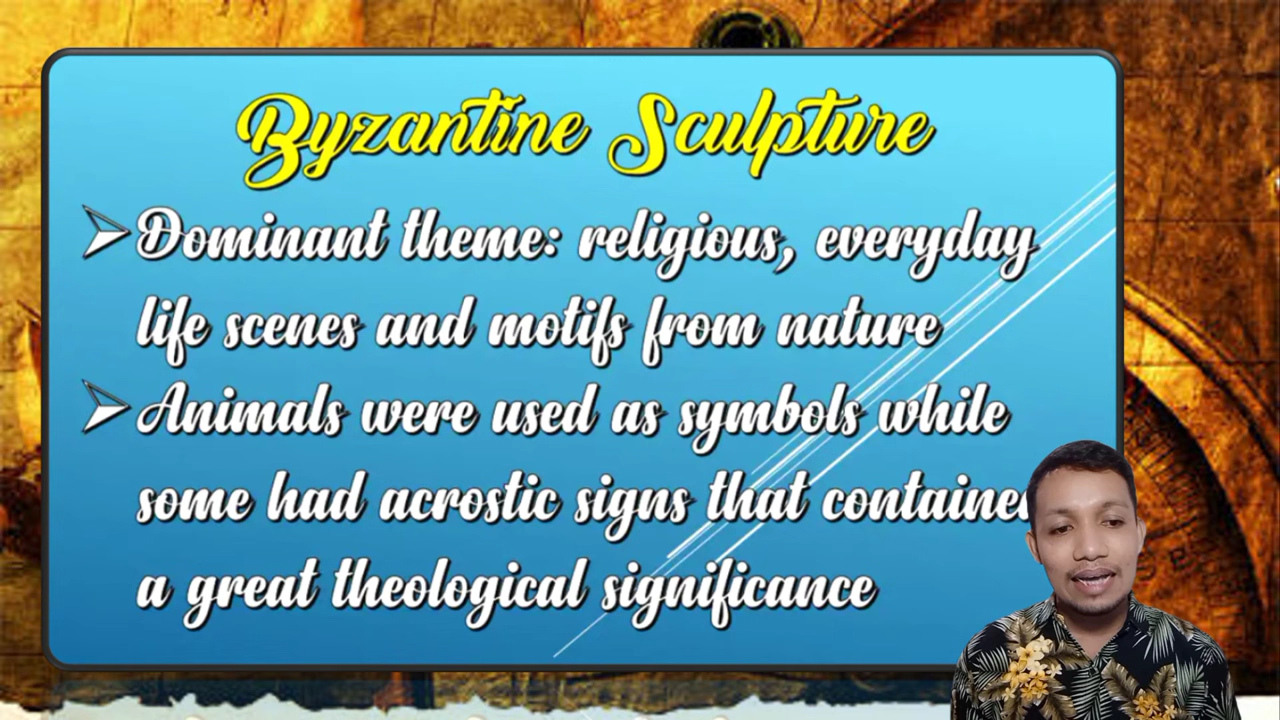 Byzantine Sculpture
Dominant theme: religious, everyday
life scenes and motifs from nature
Animals were used as symbols while
some had acrostic signs that contained
a great theological significance